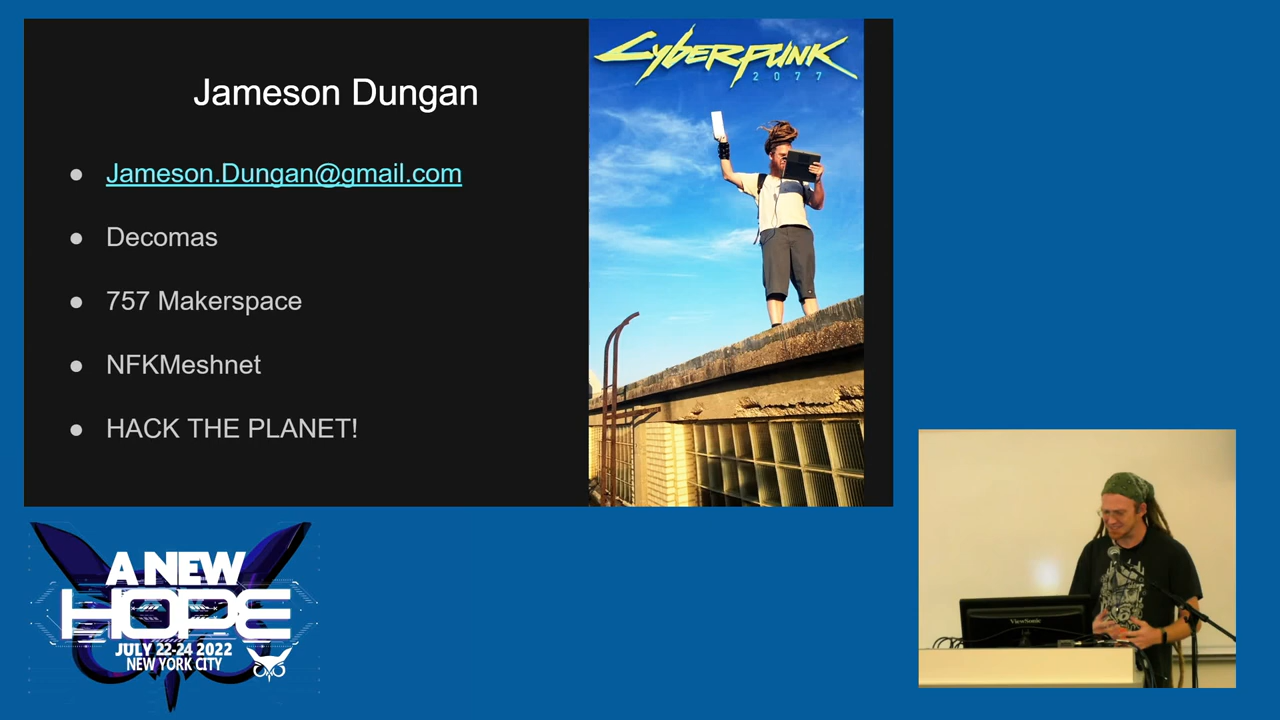 Jameson Dungan
Jameson.Dungan@gmail.com
Decomas
757 Makerspace
NFKMeshnet
HACK THE PLANET!
CYBERPUNK
2077
A NEW
HOPE
JULY 22-24 2022
NEW YORK CITY
ViewSonic